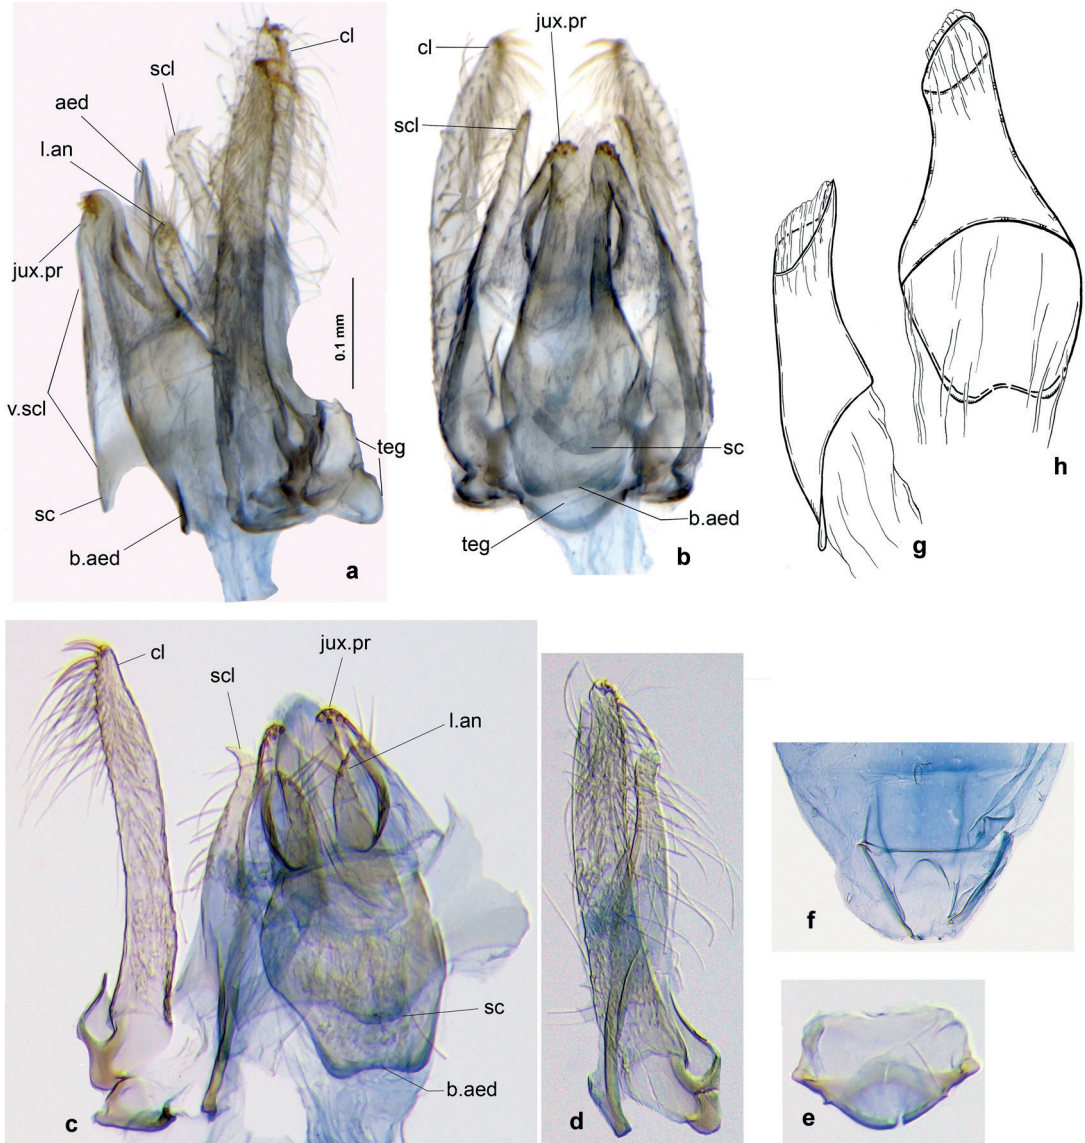 cl
scl
aed
l.an
jux.pr
v.scl
sc
b.aed
teg
0.1 mm
a
jux.pr
cl
scl
sc
b.aed
teg
b
g
h
cl
scl
jux.pr
l.an
sc
b.aed
c
d
f
e